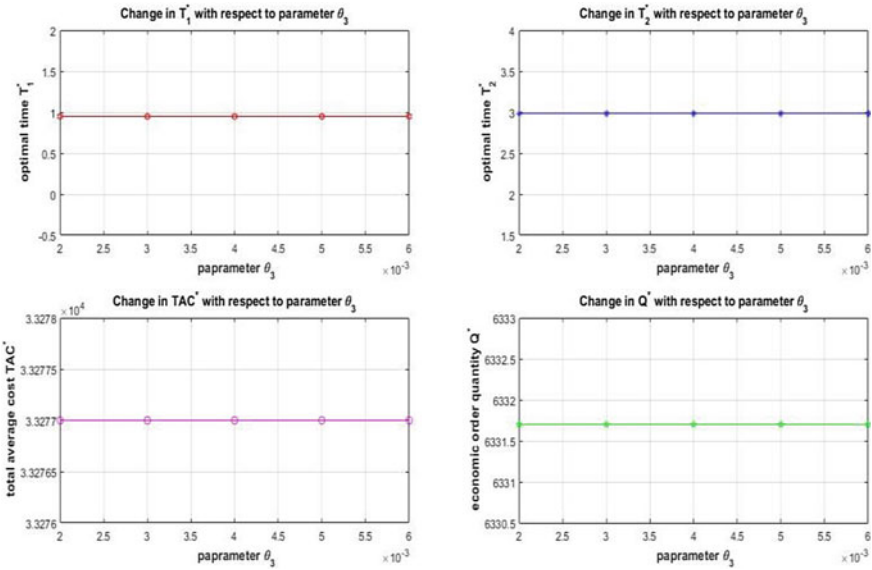 Change in T₁* with respect to parameter θ₃
optimal time T₁*
2
1.5
1
0.5
0
-0.5
2 2.5 3 3.5 4 4.5 5 5.5 6
×10⁻³
paprameter θ₃
Change in T₂* with respect to parameter θ₃
optimal time T₂*
4
3.5
3
2.5
2
1.5
2 2.5 3 3.5 4 4.5 5 5.5 6
×10⁻³
paprameter θ₃
Change in TAC* with respect to parameter θ₃
×10⁴
total average cost TAC*
3.3278
3.32775
3.3277
3.32765
3.3276
2 2.5 3 3.5 4 4.5 5 5.5 6
×10⁻³
paprameter θ₃
Change in Q* with respect to parameter θ₃
economic order quantity Q*
6333
6332.5
6332
6331.5
6331
6330.5
2 2.5 3 3.5 4 4.5 5 5.5 6
×10⁻³
paprameter θ₃